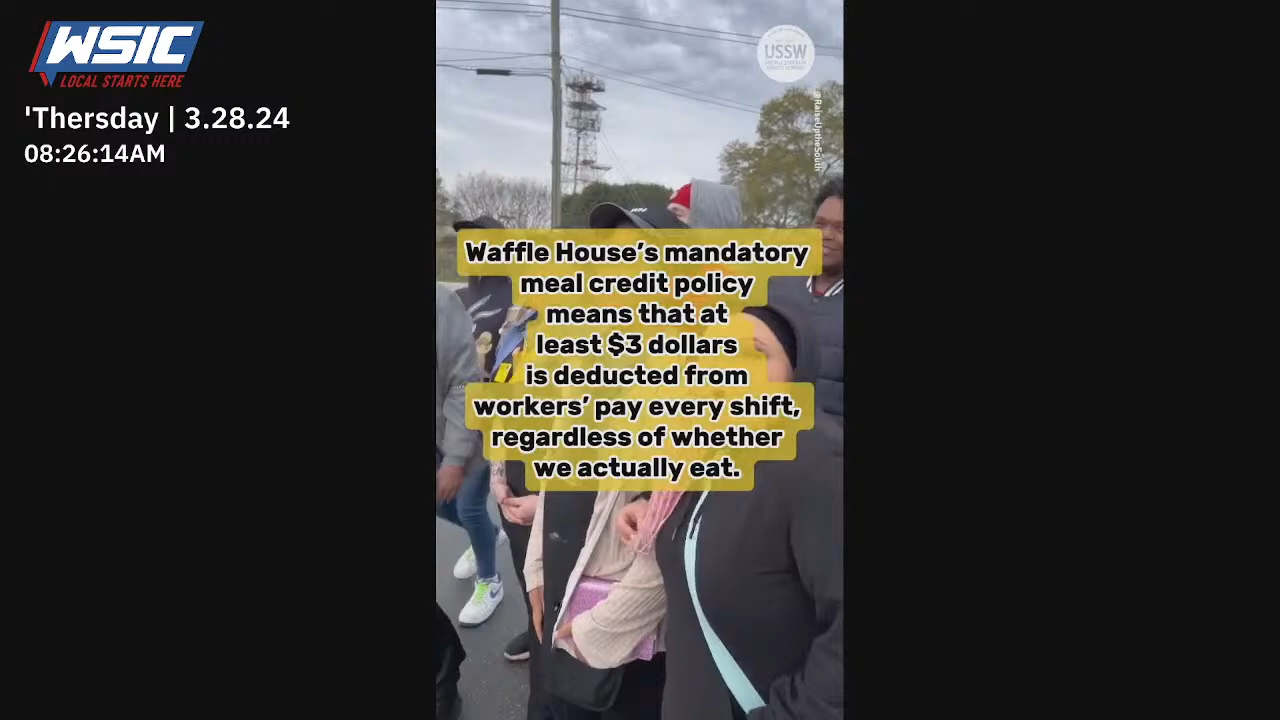 WSIC
LOCAL STARTS HERE
'Thersday | 3.28.24
08:26:14AM
USSW
@RaiseUptheSouth
Waffle House’s mandatory
meal credit policy
means that at
least $3 dollars
is deducted from
workers’ pay every shift,
regardless of whether
we actually eat.